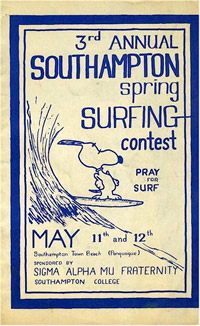 3rd ANNUAL
SOUTHAMPTON
spring
SURFING
contest
PRAY
FOR
SURF
MAY 11th and 12th
Southampton Town Beach (Ponquogue)
SPONSORED BY
SIGMA ALPHA MU FRATERNITY
SOUTHAMPTON COLLEGE